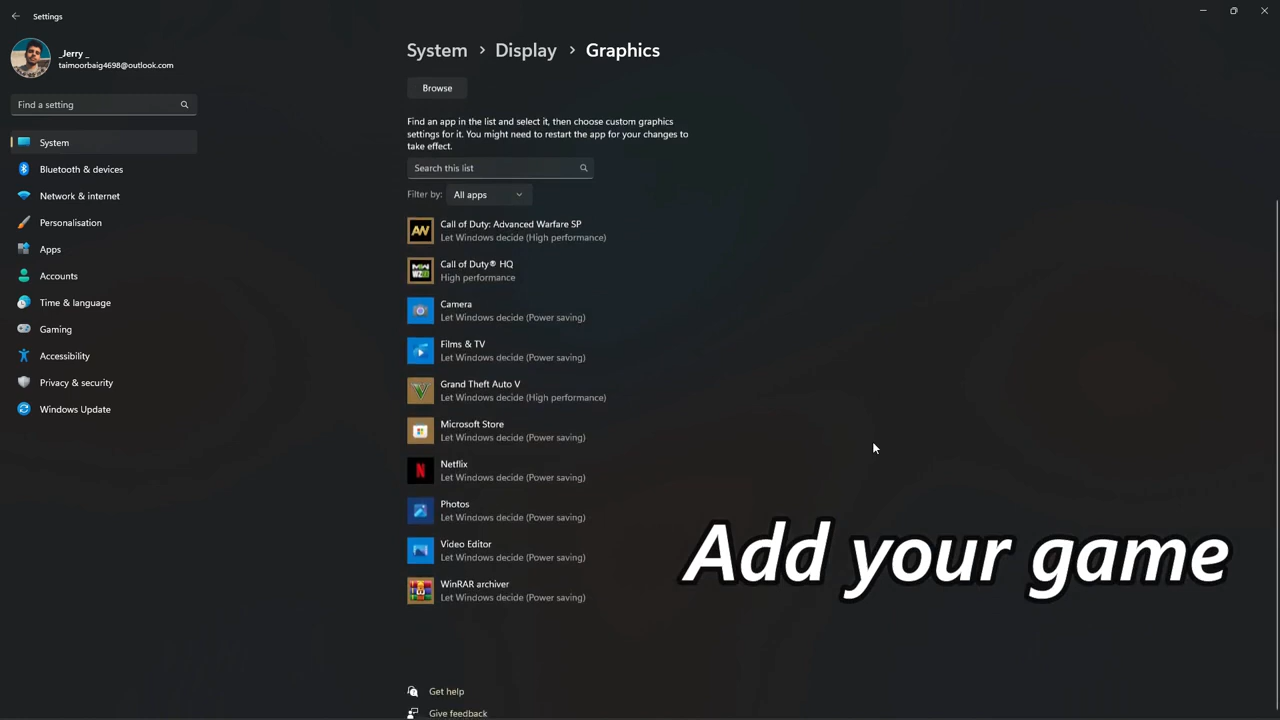 Settings
_Jerry _
taimoorbaig4698@outlook.com
Find a setting
System
Bluetooth & devices
Network & internet
Personalisation
Apps
Accounts
Time & language
Gaming
Accessibility
Privacy & security
Windows Update
System > Display > Graphics
Browse
Find an app in the list and select it, then choose custom graphics
settings for it. You might need to restart the app for your changes to
take effect.
Search this list
Filter by: All apps
AW
Call of Duty: Advanced Warfare SP
Let Windows decide (High performance)
Call of Duty® HQ
High performance
Camera
Let Windows decide (Power saving)
Films & TV
Let Windows decide (Power saving)
V
Grand Theft Auto V
Let Windows decide (High performance)
Microsoft Store
Let Windows decide (Power saving)
N
Netflix
Let Windows decide (Power saving)
Photos
Let Windows decide (Power saving)
Video Editor
Let Windows decide (Power saving)
WinRAR archiver
Let Windows decide (Power saving)
Add your game
Get help
Give feedback